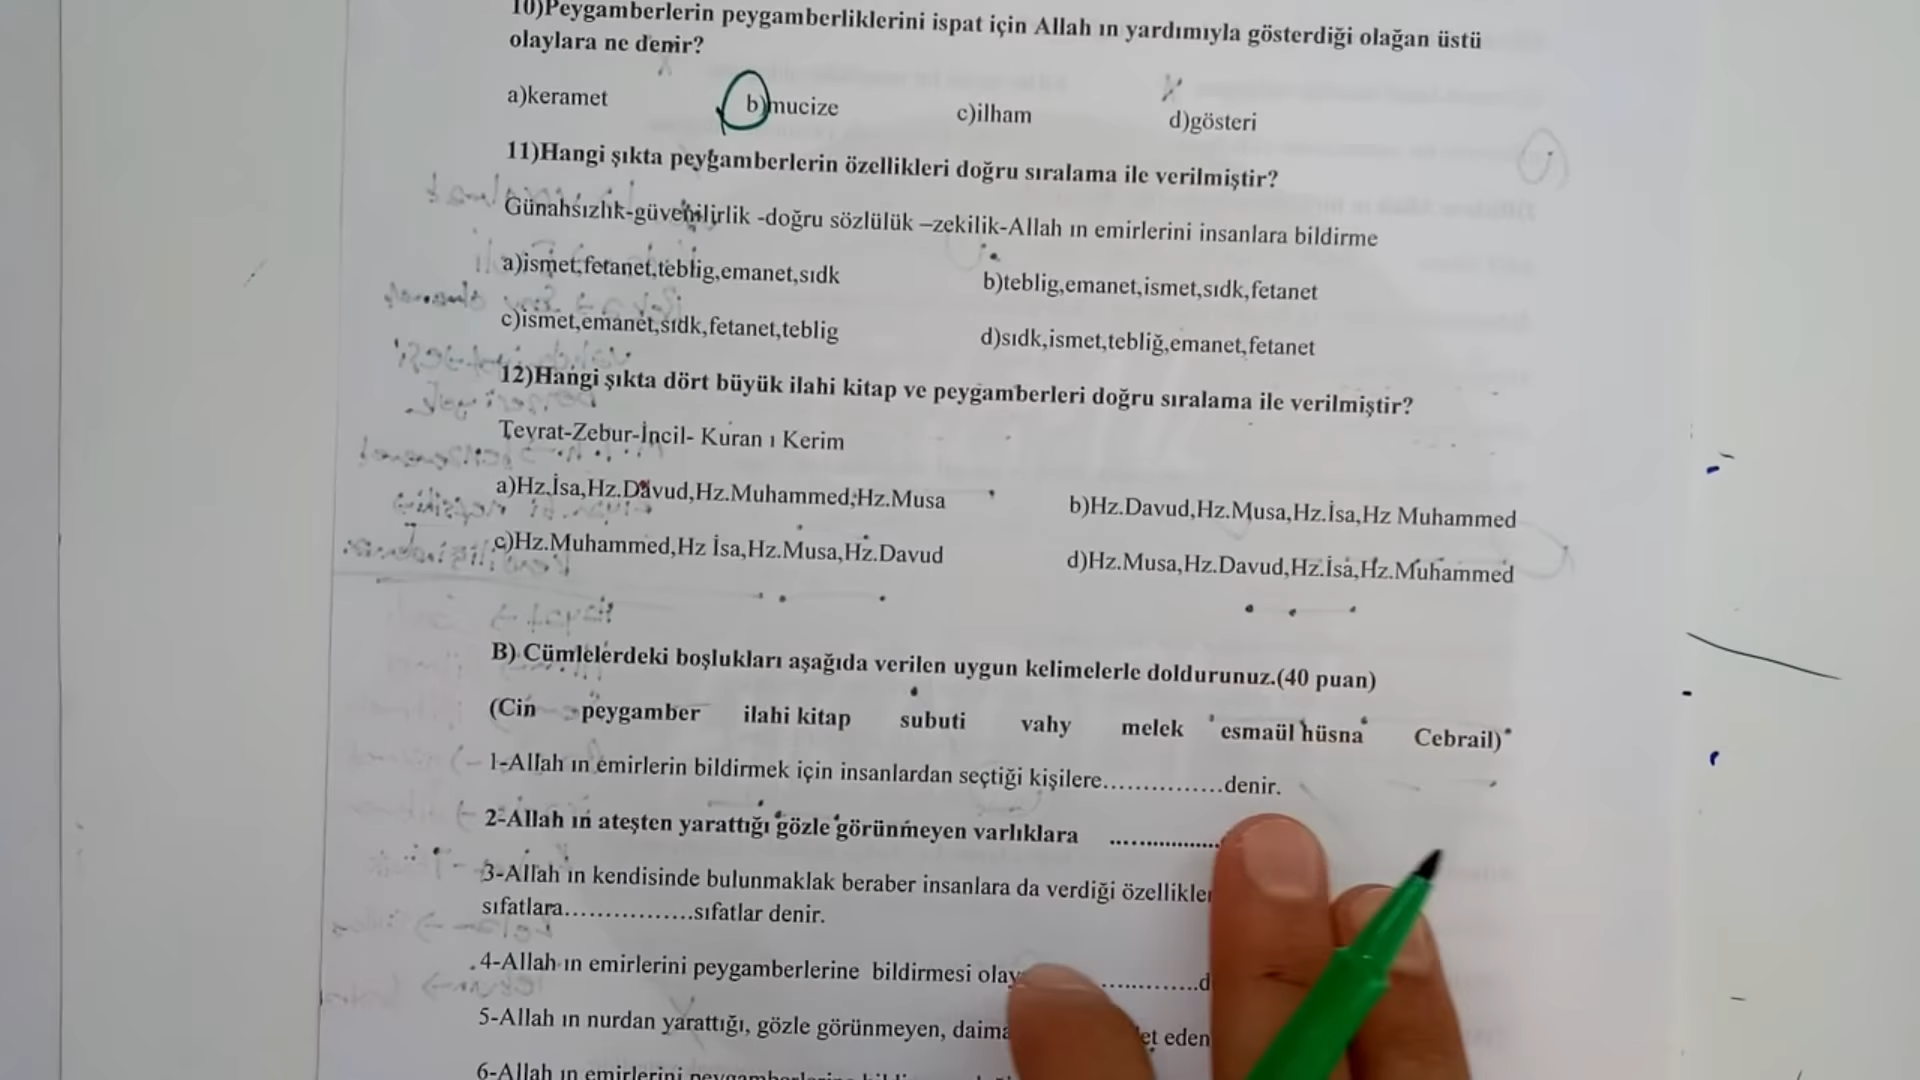 10)Peygamberlerin peygamberliklerini ispat için Allah ın yardımıyla gösterdiği olağan üstü
olaylara ne denir?
a)keramet b)mucize c)ilham d)gösteri
11)Hangi şıkta peygamberlerin özellikleri doğru sıralama ile verilmiştir?
Günahsızlık-güvenilirlik -doğru sözlülük –zekilik-Allah ın emirlerini insanlara bildirme
a)ismet,fetanet,teblig,emanet,sıdk b)teblig,emanet,ismet,sıdk,fetanet
c)ismet,emanet,sıdk,fetanet,teblig d)sıdk,ismet,tebliğ,emanet,fetanet
12)Hangi şıkta dört büyük ilahi kitap ve peygamberleri doğru sıralama ile verilmiştir?
Tevrat-Zebur-İncil- Kuran ı Kerim
a)Hz.İsa,Hz.Davud,Hz.Muhammed,Hz.Musa b)Hz.Davud,Hz.Musa,Hz.İsa,Hz Muhammed
c)Hz.Muhammed,Hz İsa,Hz.Musa,Hz.Davud d)Hz.Musa,Hz.Davud,Hz.İsa,Hz.Muhammed
B) Cümlelerdeki boşlukları aşağıda verilen uygun kelimelerle doldurunuz.(40 puan)
(Cin peygamber ilahi kitap subuti vahy melek esmaül hüsna Cebrail)
1-Allah ın emirlerin bildirmek için insanlardan seçtiği kişilere...............denir.
2-Allah ın ateşten yarattığı gözle görünmeyen varlıklara .................
3-Allah ın kendisinde bulunmaklak beraber insanlara da verdiği
sıfatlara................sıfatlar denir.
4-Allah ın emirlerini peygamberlerine bildirmesi ............
5-Allah ın nurdan yarattığı, gözle görünmeyen, daima eden
6-Allah ın emirlerini peygamberlerine